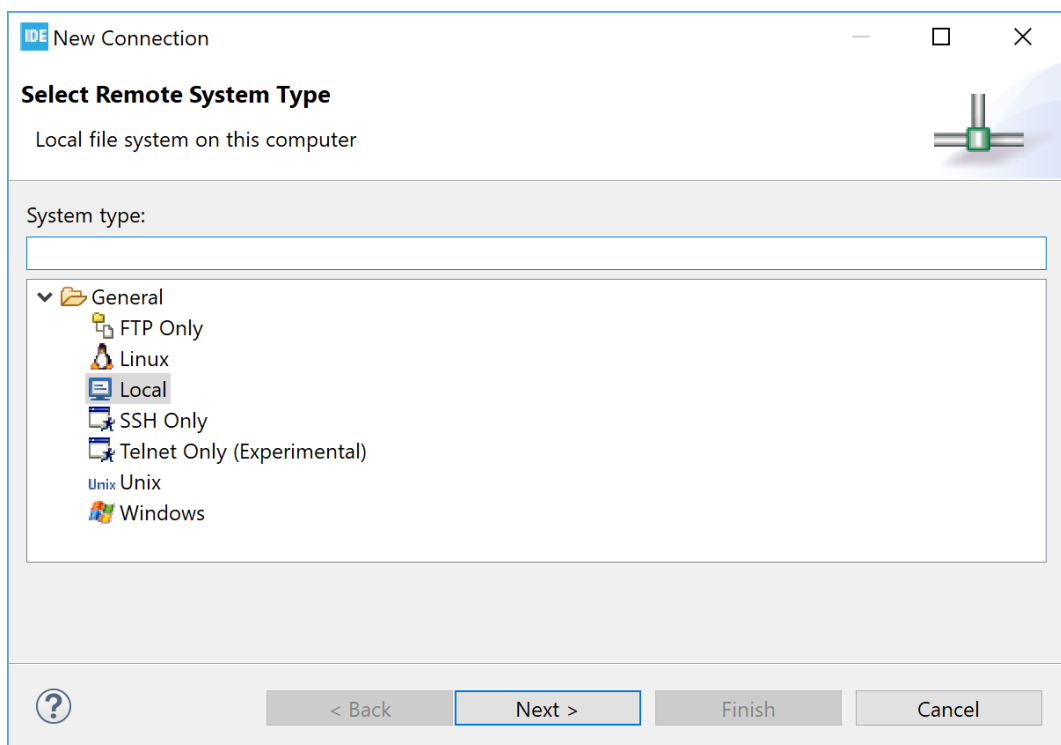 IDE New Connection
Select Remote System Type
Local file system on this computer
System type:
General
FTP Only
Linux
Local
SSH Only
Telnet Only (Experimental)
Unix Unix
Windows
?
< Back Next > Finish Cancel